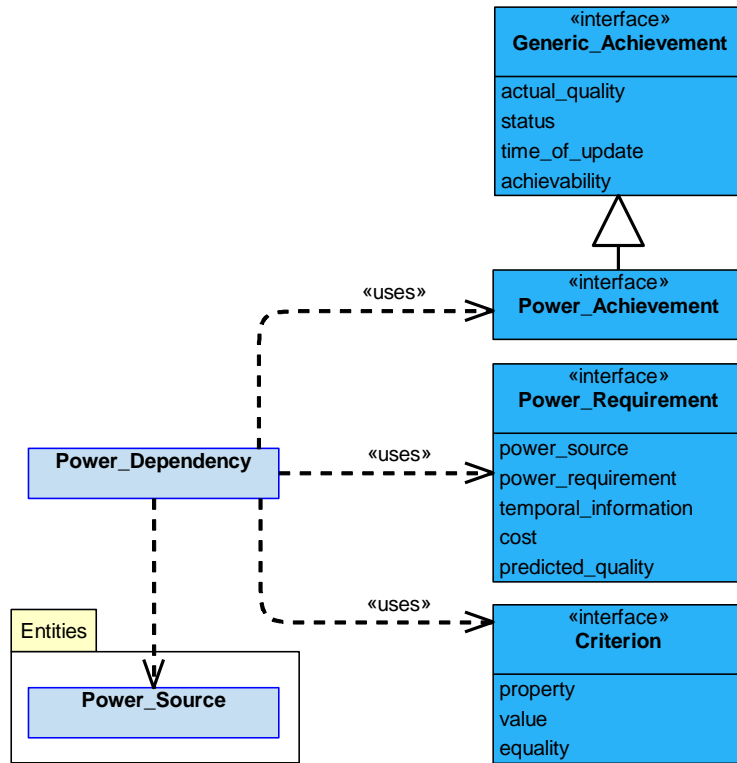 «interface»
Generic_Achievement
actual_quality
status
time_of_update
achievability
«interface»
Power_Achievement
«uses»
«interface»
Power_Requirement
power_source
power_requirement
temporal_information
cost
predicted_quality
Power_Dependency
«uses»
«uses»
«interface»
Criterion
property
value
equality
Entities
Power_Source